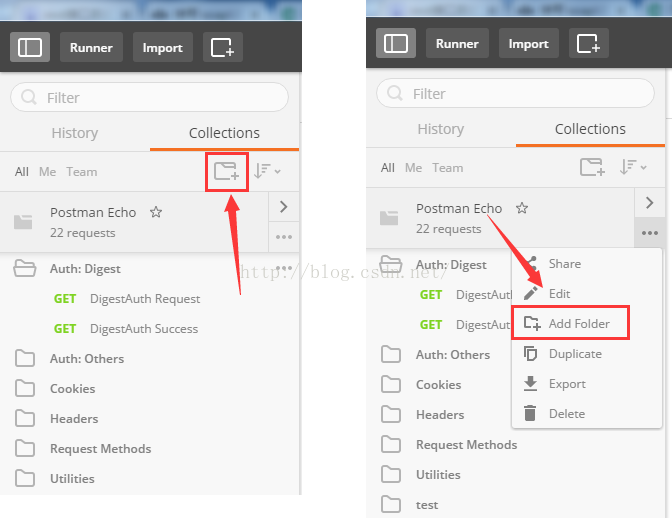 Runner
Import
Filter
History
Collections
All Me Team
Postman Echo
22 requests
Auth: Digest
GET DigestAuth Request
GET DigestAuth Success
Auth: Others
Cookies
Headers
Request Methods
Utilities
Runner
Import
Filter
History
Collections
All Me Team
Postman Echo
22 requests
Auth: Digest
GET DigestAuth
GET DigestAut
Auth: Others
Cookies
Headers
Request Methods
Utilities
test
Share
Edit
Add Folder
Duplicate
Export
Delete
http://blog.csdn.net/